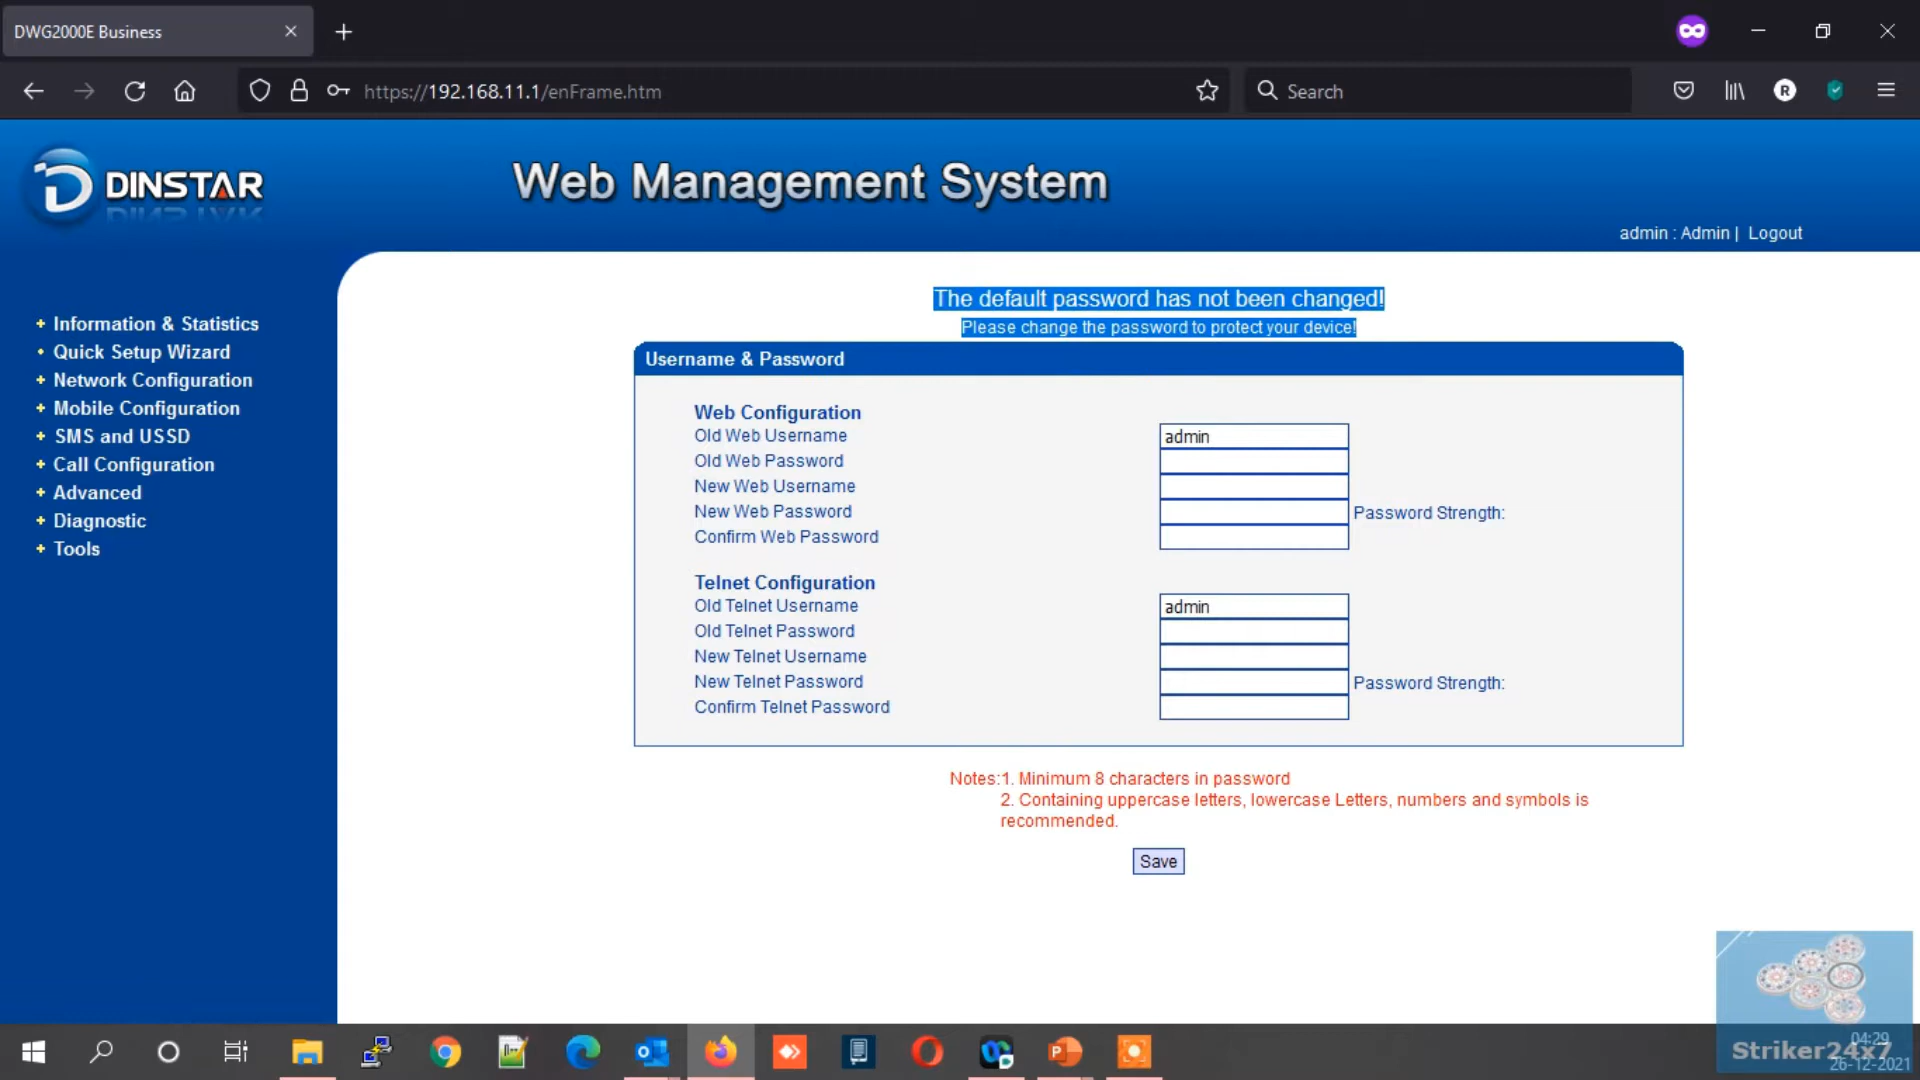 DWG2000E Business
https://192.168.11.1/enFrame.htm
Search
DINSTAR
Web Management System
admin : Admin | Logout
Information & Statistics
Quick Setup Wizard
Network Configuration
Mobile Configuration
SMS and USSD
Call Configuration
Advanced
Diagnostic
Tools
The default password has not been changed!
Please change the password to protect your device!
Username & Password
Web Configuration
Old Web Username admin
Old Web Password
New Web Username
New Web Password Password Strength:
Confirm Web Password
Telnet Configuration
Old Telnet Username admin
Old Telnet Password
New Telnet Username
New Telnet Password Password Strength:
Confirm Telnet Password
Notes:1. Minimum 8 characters in password
2. Containing uppercase letters, lowercase Letters, numbers and symbols is
recommended.
Save
04:29
Striker24x7
26-12-2021